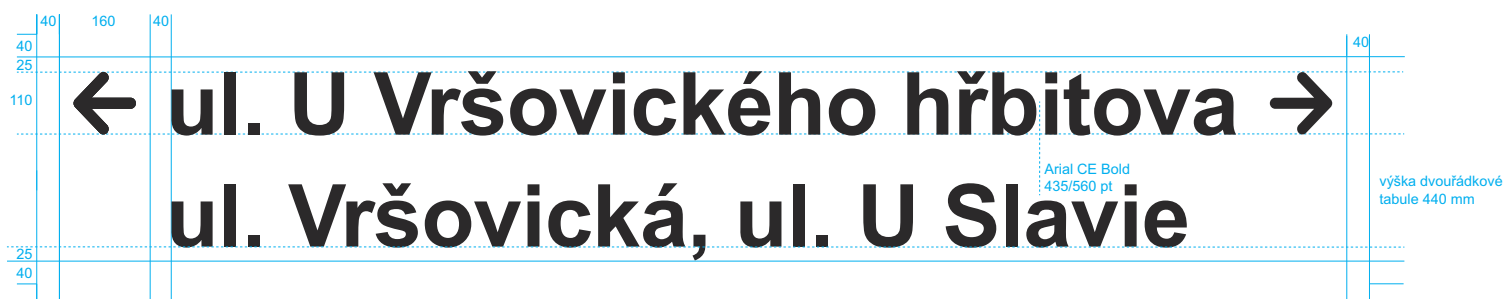 40 160 40 40
40
25
← ul. U Vršovického hřbitova →
110
Arial CE Bold
435/560 pt
výška dvouřádkové
tabule 440 mm
ul. Vršovická, ul. U Slavie
25
40